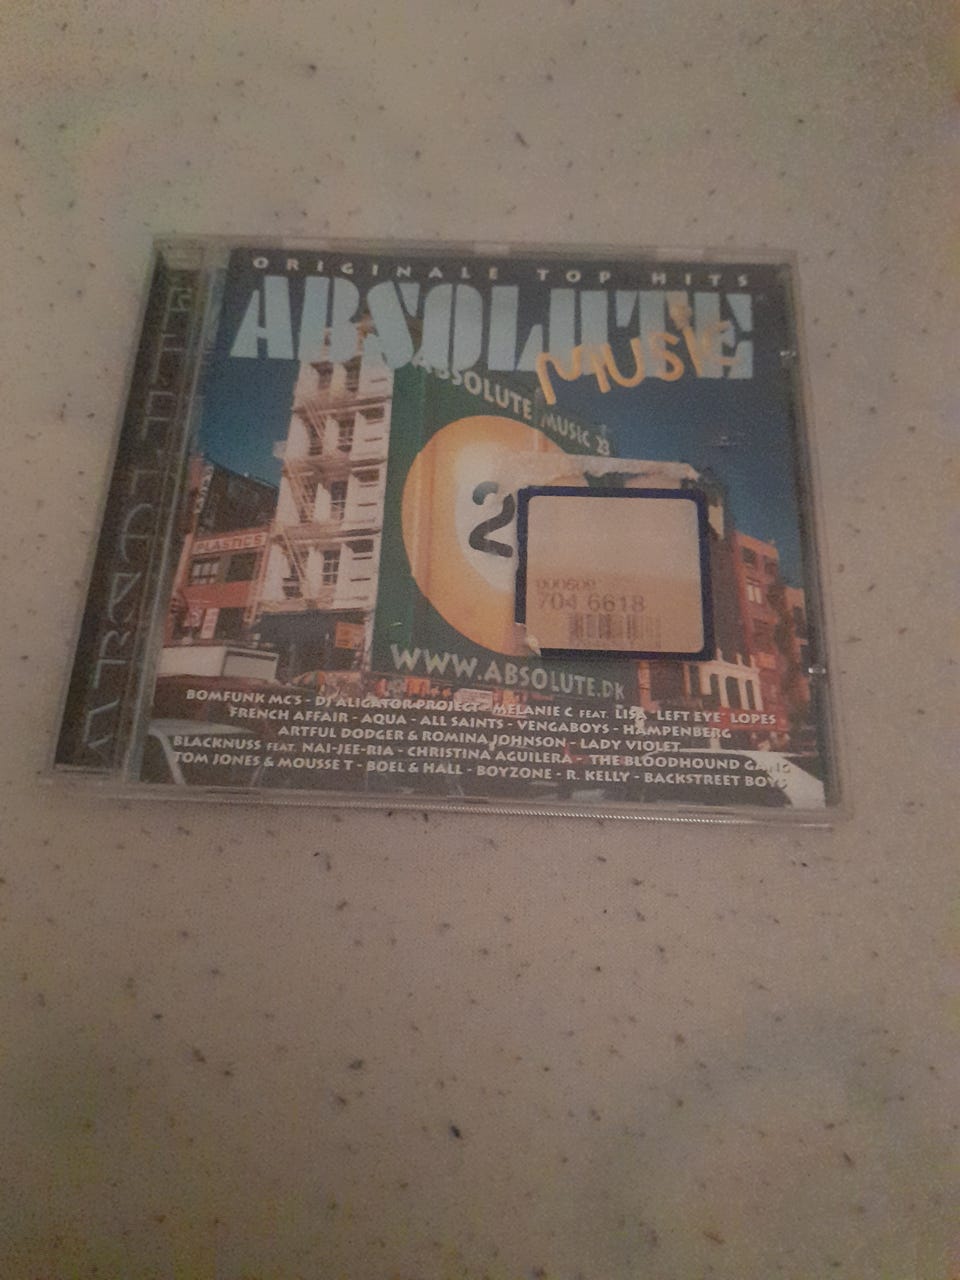 ORIGINALE TOP HITS
ABSOLUTE
MUSIC
ABSOLUTE MUSIC 23
2
PLASTICS
000609
704 6618
WWW.ABSOLUTE.DK
BOMFUNK MC'S - DJ ALIGATOR PROJECT - MELANIE C FEAT. LISA "LEFT EYE" LOPES
FRENCH AFFAIR - AQUA - ALL SAINTS - VENGABOYS - HAMPENBERG
ARTFUL DODGER & ROMINA JOHNSON - LADY VIOLET
BLACKNUSS FEAT. NAI-JEE-RIA - CHRISTINA AGUILERA - THE BLOODHOUND GANG
TOM JONES & MOUSSE T - BOEL & HALL - BOYZONE - R. KELLY - BACKSTREET BOYS